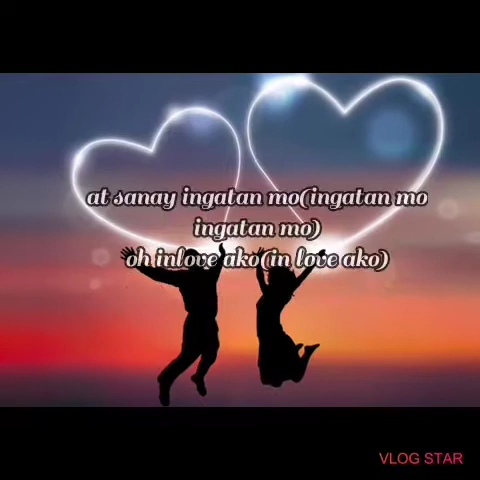 at sanay ingatan mo(ingatan mo
ingatan mo)
oh inlove ako(in love ako)
VLOG STAR